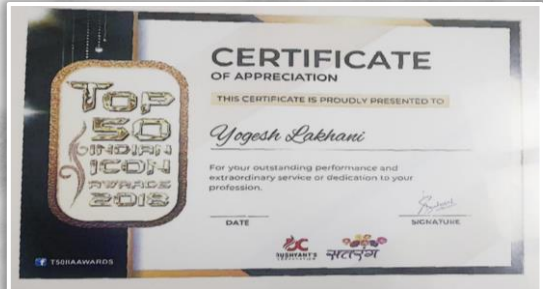 TOP
50
INDIAN
ICON
AWARDS
2018
T50IIAAWARDS
CERTIFICATE
OF APPRECIATION
THIS CERTIFICATE IS PROUDLY PRESENTED TO
Yogesh Lakhani
For your outstanding performance and
extraordinary service or dedication to your
profession.
DATE
SIGNATURE
DUSHYANT'S
सतरंग